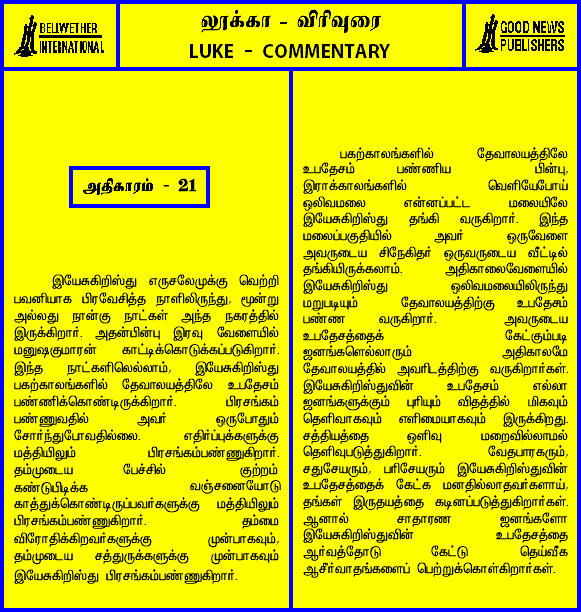 BELWETHER
INTERNATIONAL
லூக்கா - விரிவுரை
LUKE - COMMENTARY
GOOD NEWS
PUBLISHERS
அதிகாரம் - 21
இயேசுகிறிஸ்து எருசலேமுக்கு வெற்றி
பவனியாக பிரவேசித்த நாளிலிருந்து, மூன்று
அல்லது நான்கு நாட்கள் அந்த நகரத்தில்
இருக்கிறார். அதன்பின்பு இரவு வேளையில்
மனுஷகுமாரன் காட்டிக்கொடுக்கப்படுகிறார்.
இந்த நாட்களிலெல்லாம், இயேசுகிறிஸ்து
பகற்காலங்களில் தேவாலயத்திலே உபதேசம்
பண்ணிக்கொண்டிருக்கிறார். பிரசங்கம்
பண்ணுவதில் அவர் ஒருபோதும்
சோர்ந்துபோவதில்லை. எதிர்ப்புக்களுக்கு
மத்தியிலும் பிரசங்கம்பண்ணுகிறார்.
தம்முடைய பேச்சில் குற்றம்
கண்டுபிடிக்க வஞ்சனையோடு
காத்துக்கொண்டிருப்பவர்களுக்கு மத்தியிலும்
பிரசங்கம்பண்ணுகிறார். தம்மை
விரோதிக்கிறவர்களுக்கு முன்பாகவும்,
தம்முடைய சத்துருக்களுக்கு முன்பாகவும்
இயேசுகிறிஸ்து பிரசங்கம்பண்ணுகிறார்.
பகற்காலங்களில் தேவாலயத்திலே
உபதேசம் பண்ணிய பின்பு,
இராக்காலங்களில் வெளியேபோய்
ஒலிவமலை என்னப்பட்ட மலையிலே
இயேசுகிறிஸ்து தங்கி வருகிறார். இந்த
மலைப்பகுதியில் அவர் ஒருவேளை
அவருடைய சிநேகிதர் ஒருவருடைய வீட்டில்
தங்கியிருக்கலாம். அதிகாலைவேளையில்
இயேசுகிறிஸ்து ஒலிவமலையிலிருந்து
மறுபடியும் தேவாலயத்திற்கு உபதேசம்
பண்ண வருகிறார். அவருடைய
உபதேசத்தைக் கேட்கும்படி
ஜனங்களெல்லாரும் அதிகாலமே
தேவாலயத்தில் அவரிடத்திற்கு வருகிறார்கள்.
இயேசுகிறிஸ்துவின் உபதேசம் எல்லா
ஜனங்களுக்கும் புரியும் விதத்தில் மிகவும்
தெளிவாகவும் எளிமையாகவும் இருக்கிறது.
சத்தியத்தை ஒளிவு மறைவில்லாமல்
தெளிவுபடுத்துகிறார். வேதபாரகரும்,
சதுசேயரும், பரிசேயரும் இயேசுகிறிஸ்துவின்
உபதேசத்தைக் கேட்க மனதில்லாதவர்களாய்,
தங்கள் இருதயத்தை கடினப்படுத்துகிறார்கள்.
ஆனால் சாதாரண ஜனங்களோ
இயேசுகிறிஸ்துவின் உபதேசத்தை
ஆர்வத்தோடு கேட்டு தெய்வீக
ஆசீர்வாதங்களைப் பெற்றுக்கொள்கிறார்கள்.